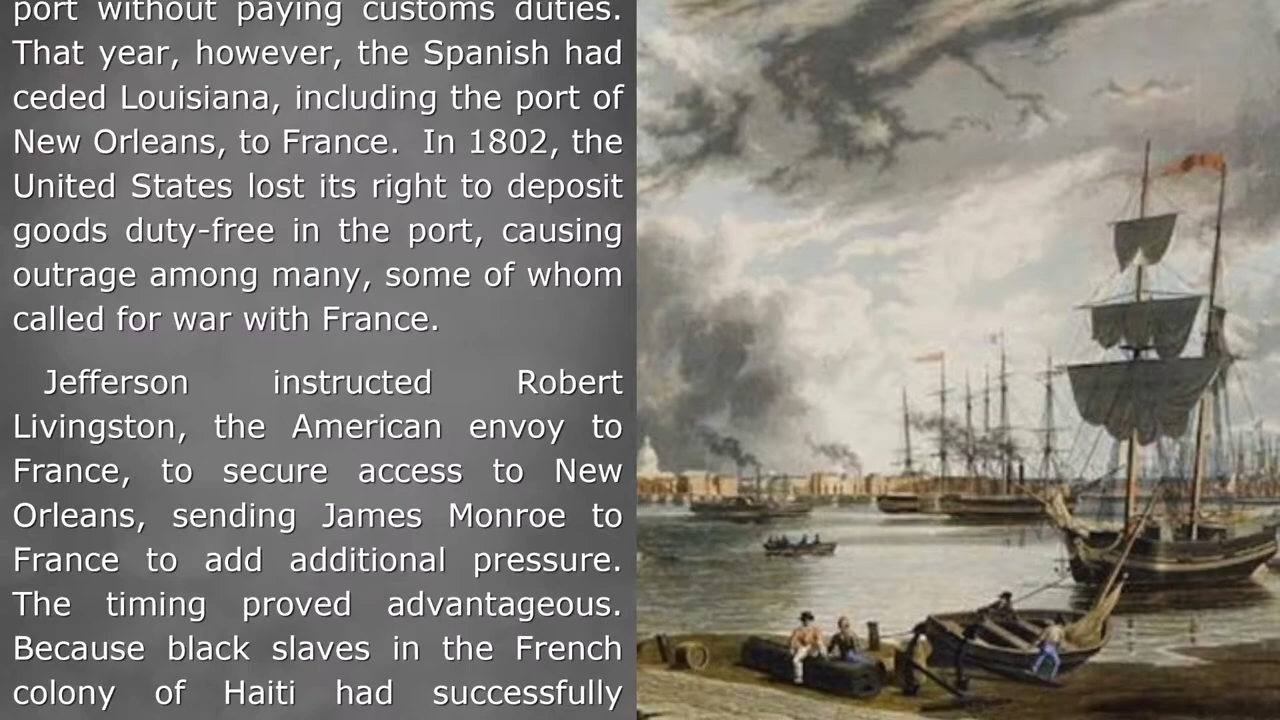 port without paying customs duties.
That year, however, the Spanish had
ceded Louisiana, including the port of
New Orleans, to France.  In 1802, the
United States lost its right to deposit
goods duty-free in the port, causing
outrage among many, some of whom
called for war with France.
Jefferson instructed Robert
Livingston, the American envoy to
France, to secure access to New
Orleans, sending James Monroe to
France to add additional pressure.
The timing proved advantageous.
Because black slaves in the French
colony of Haiti had successfully